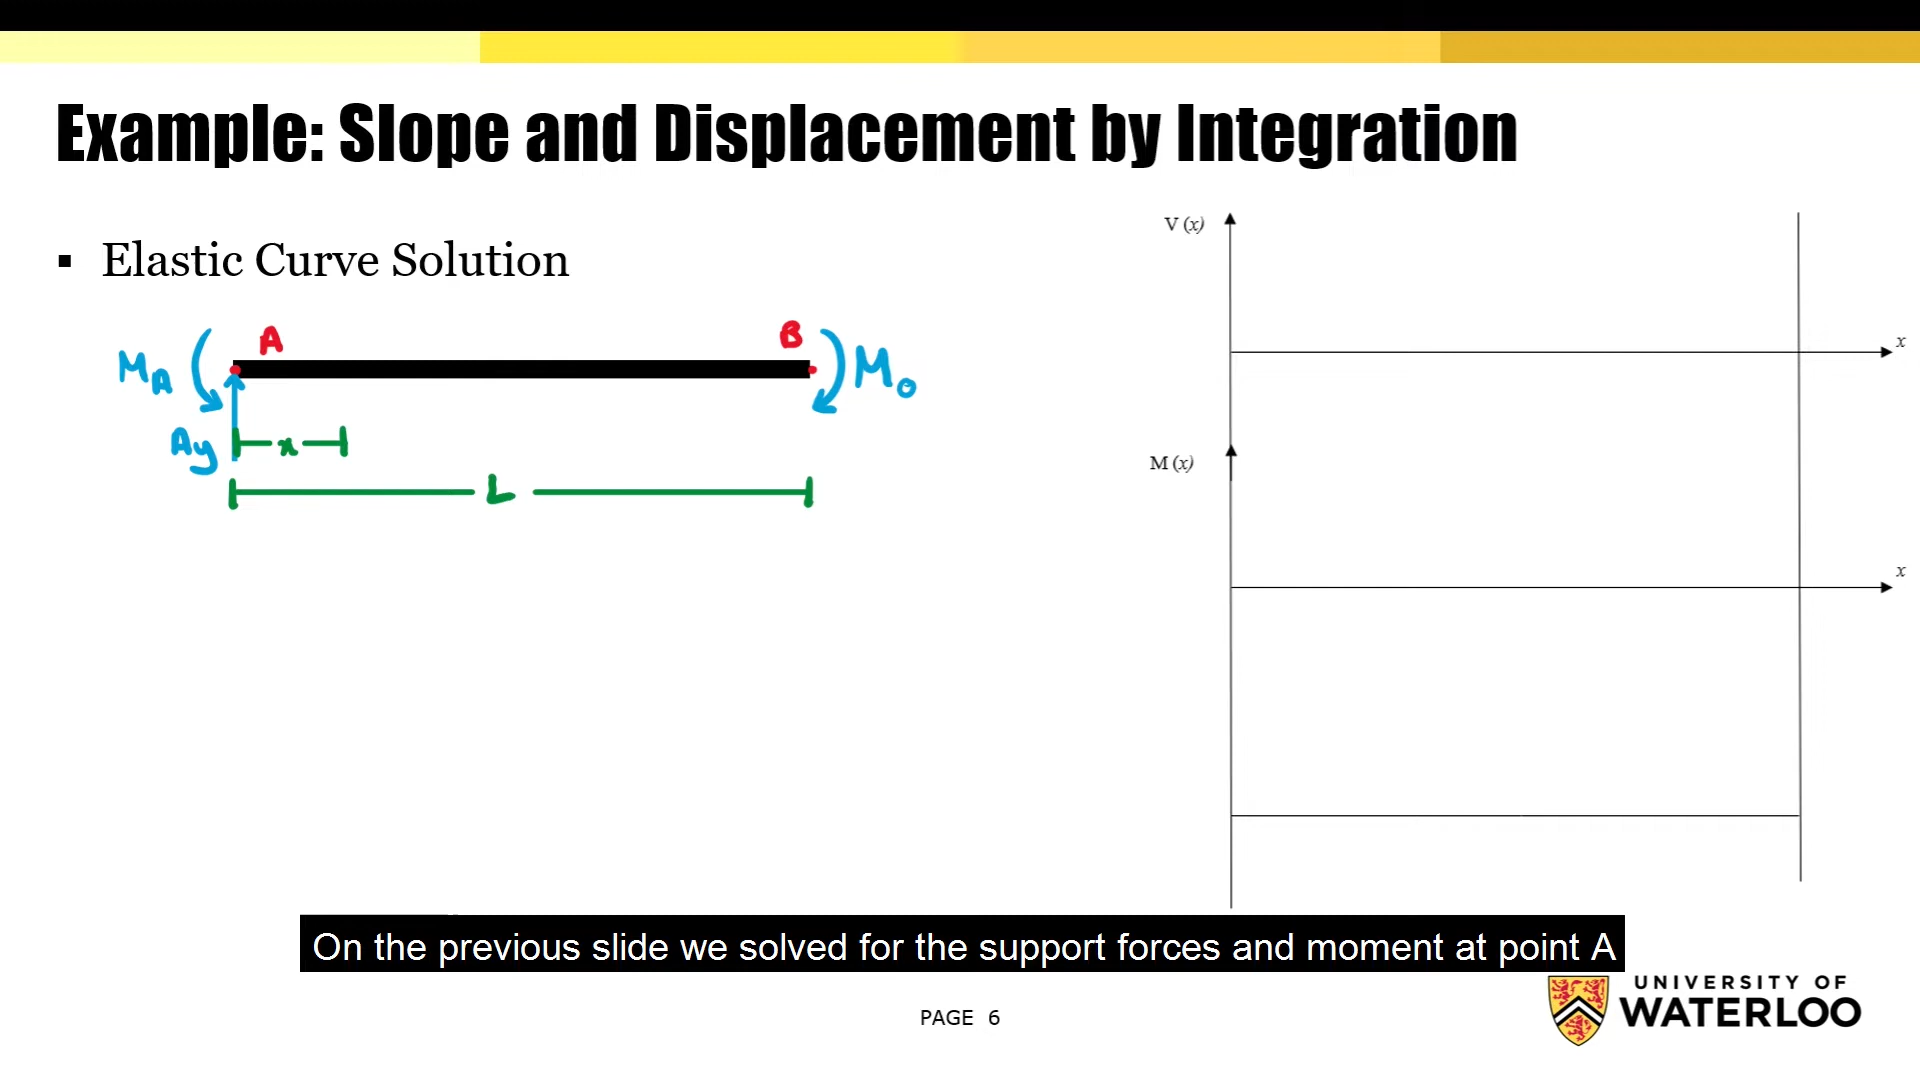 Example: Slope and Displacement by Integration
▪ Elastic Curve Solution
A
B
MA
M0
Ay
x
L
V (x)
x
M (x)
x
On the previous slide we solved for the support forces and moment at point A
PAGE 6
UNIVERSITY OF
WATERLOO